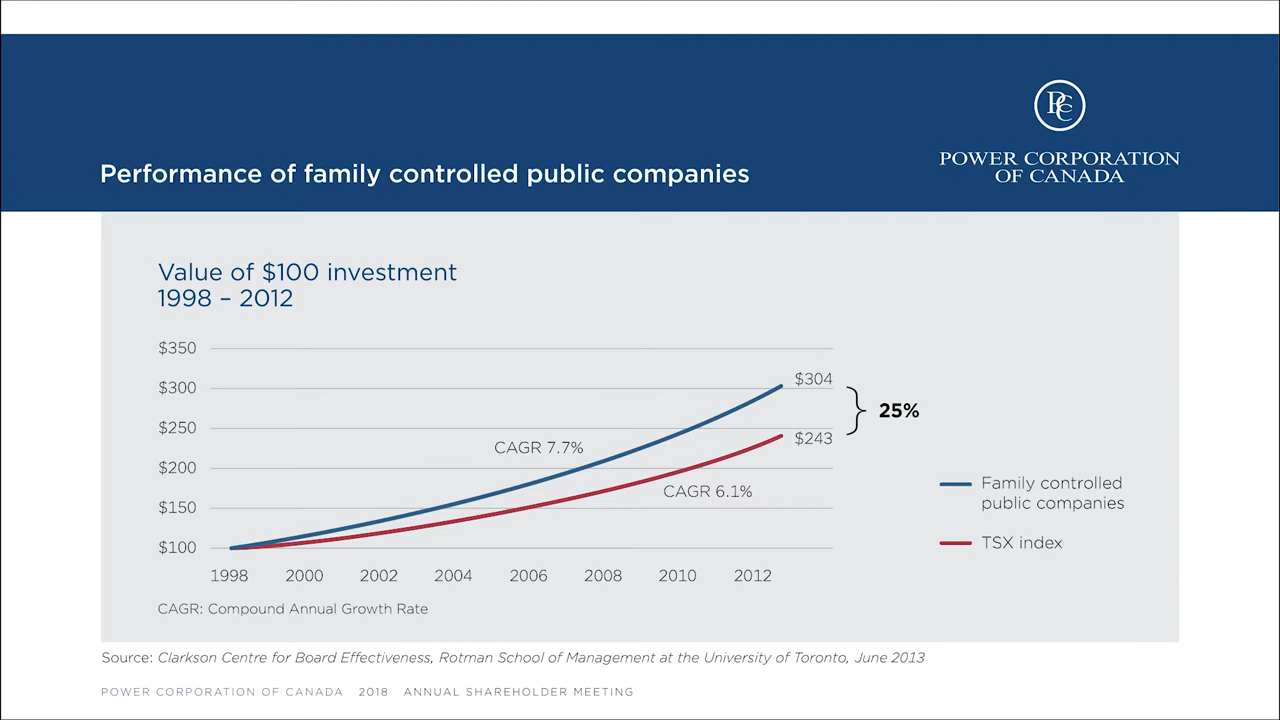 PCC
POWER CORPORATION
OF CANADA
Performance of family controlled public companies
Value of $100 investment
1998 – 2012
$350
$300
$250
$200
$150
$100
$304
25%
$243
CAGR 7.7%
CAGR 6.1%
Family controlled
public companies
TSX index
1998 2000 2002 2004 2006 2008 2010 2012
CAGR: Compound Annual Growth Rate
Source: Clarkson Centre for Board Effectiveness, Rotman School of Management at the University of Toronto, June 2013
POWER CORPORATION OF CANADA 2018 ANNUAL SHAREHOLDER MEETING